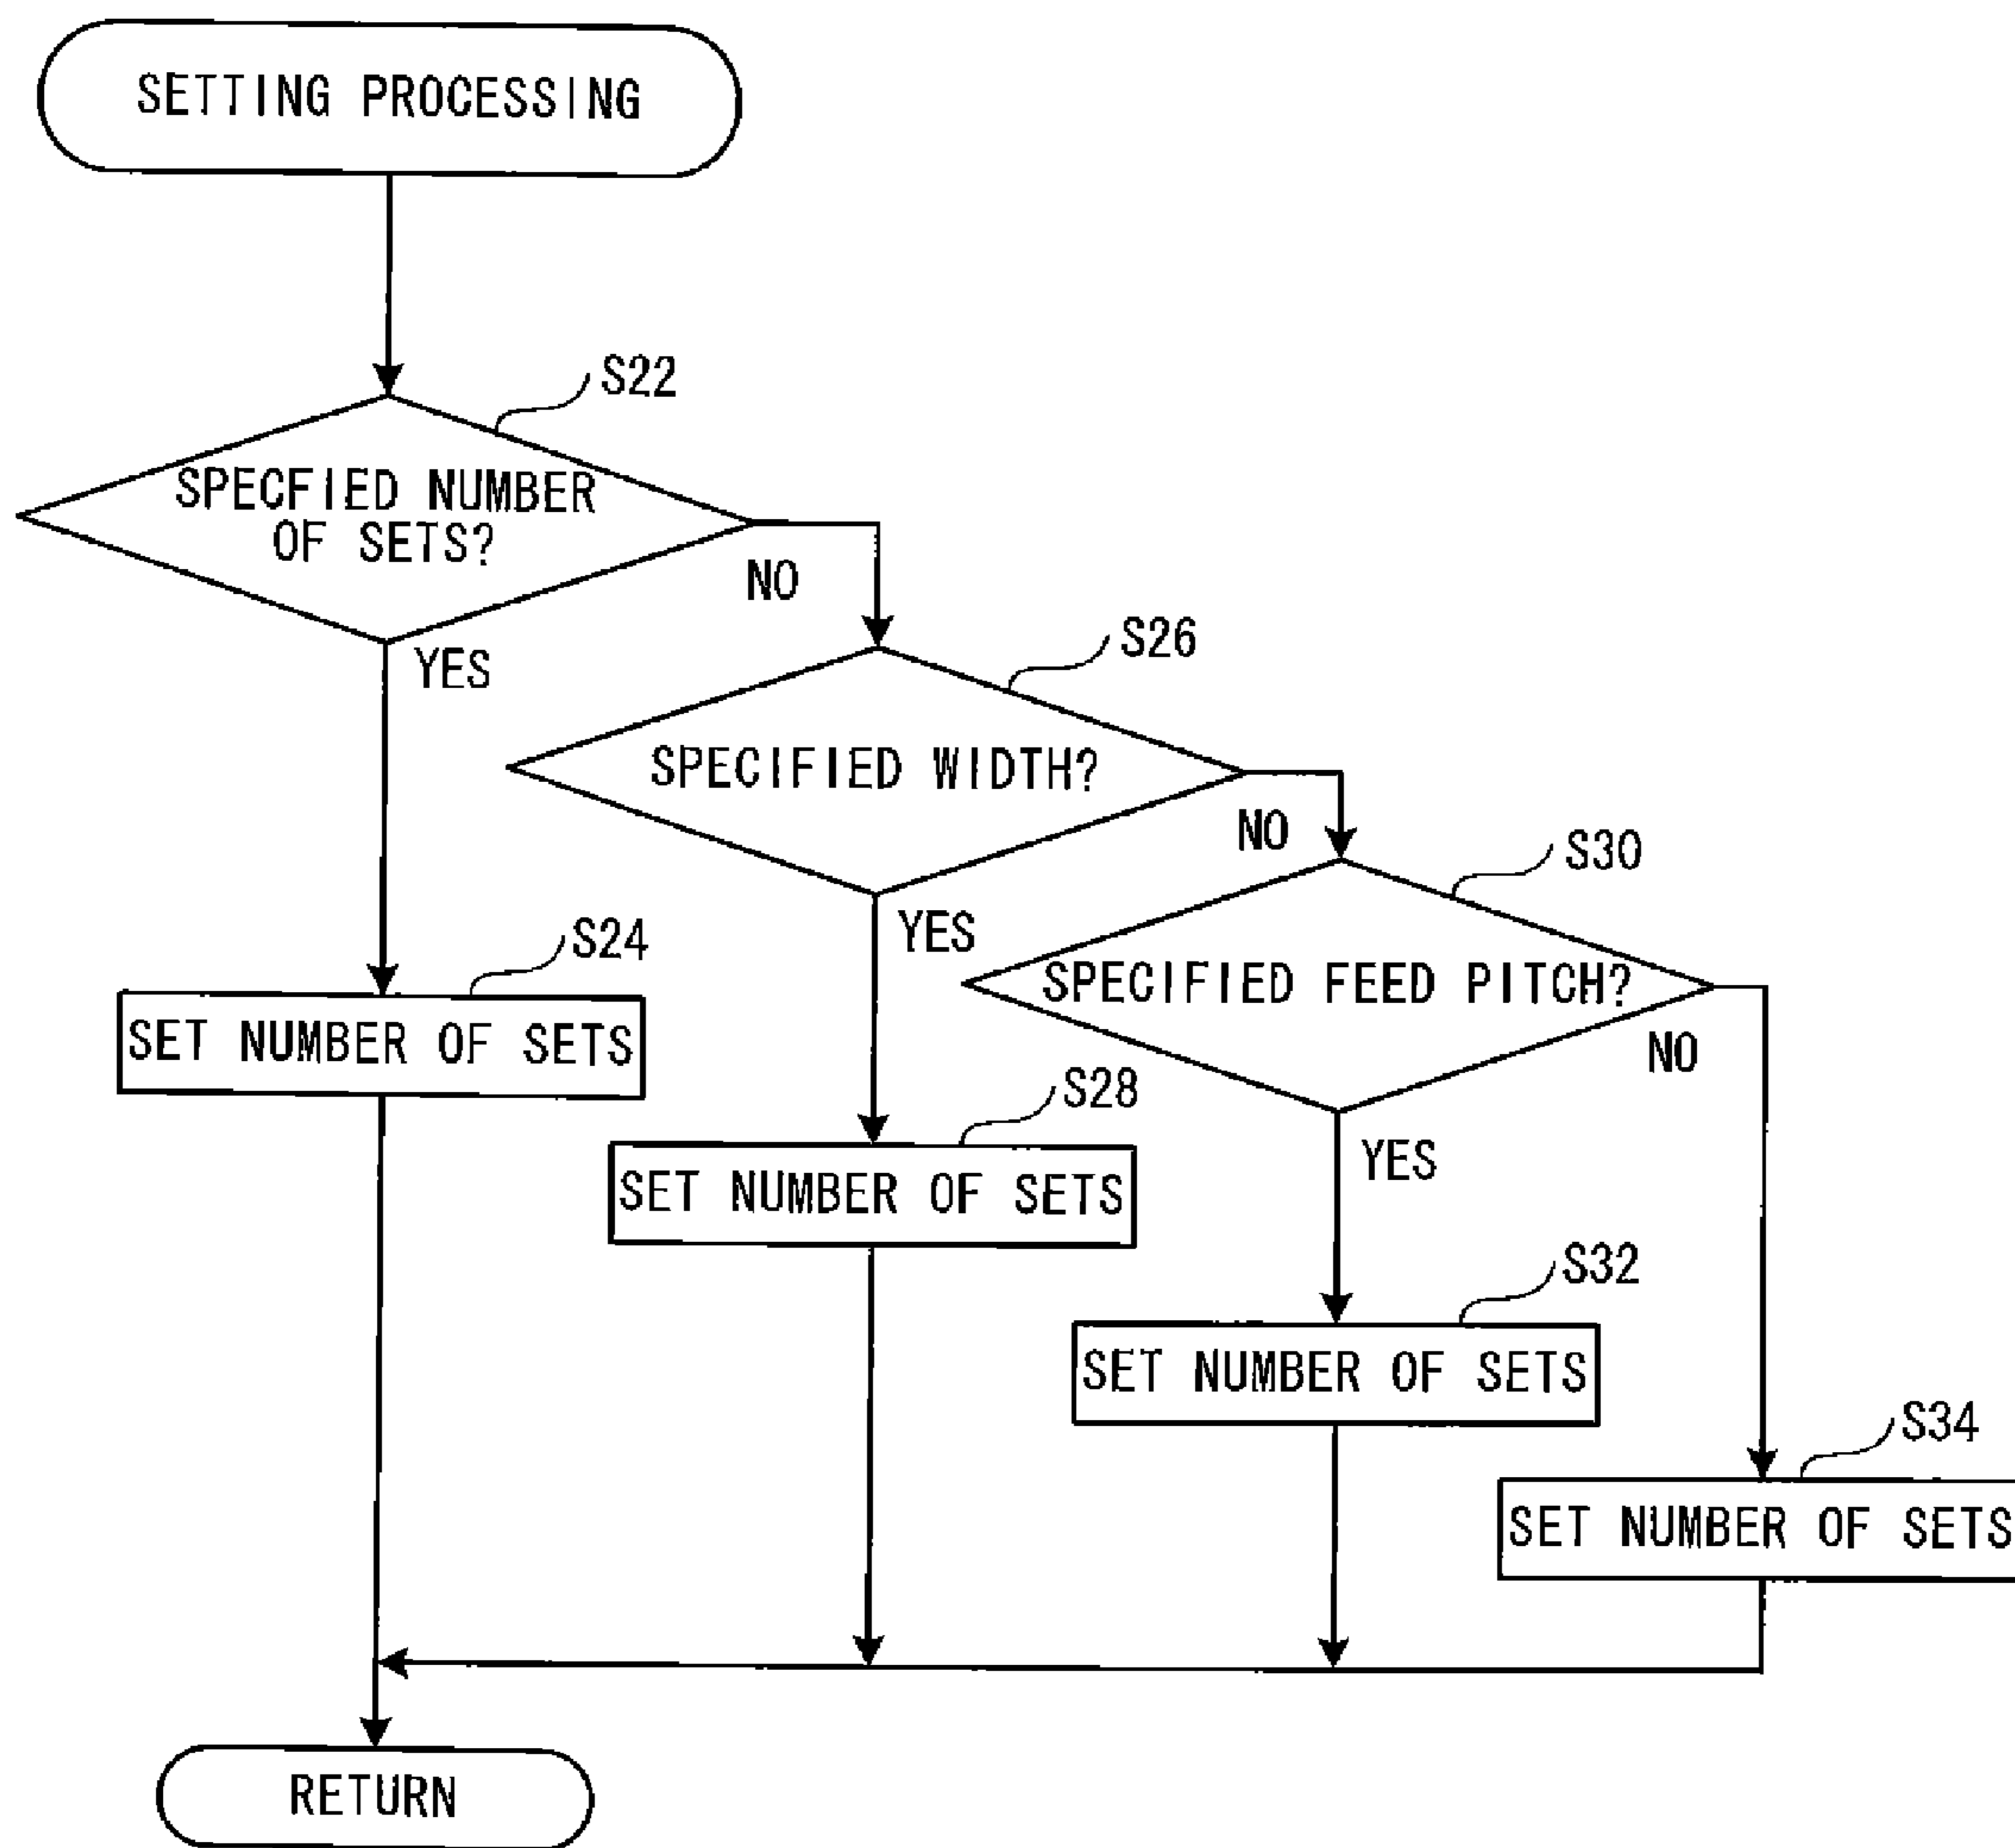 SETTING PROCESSING
S22
SPECFIED NUMBER
OF SETS?
NO
YES
S26
SPECIFIED WIDTH?
NO
YES
S30
SPECIFIED FEED PITCH?
NO
YES
S24
SET NUMBER OF SETS
S28
SET NUMBER OF SETS
S32
SET NUMBER OF SETS
S34
SET NUMBER OF SETS
RETURN